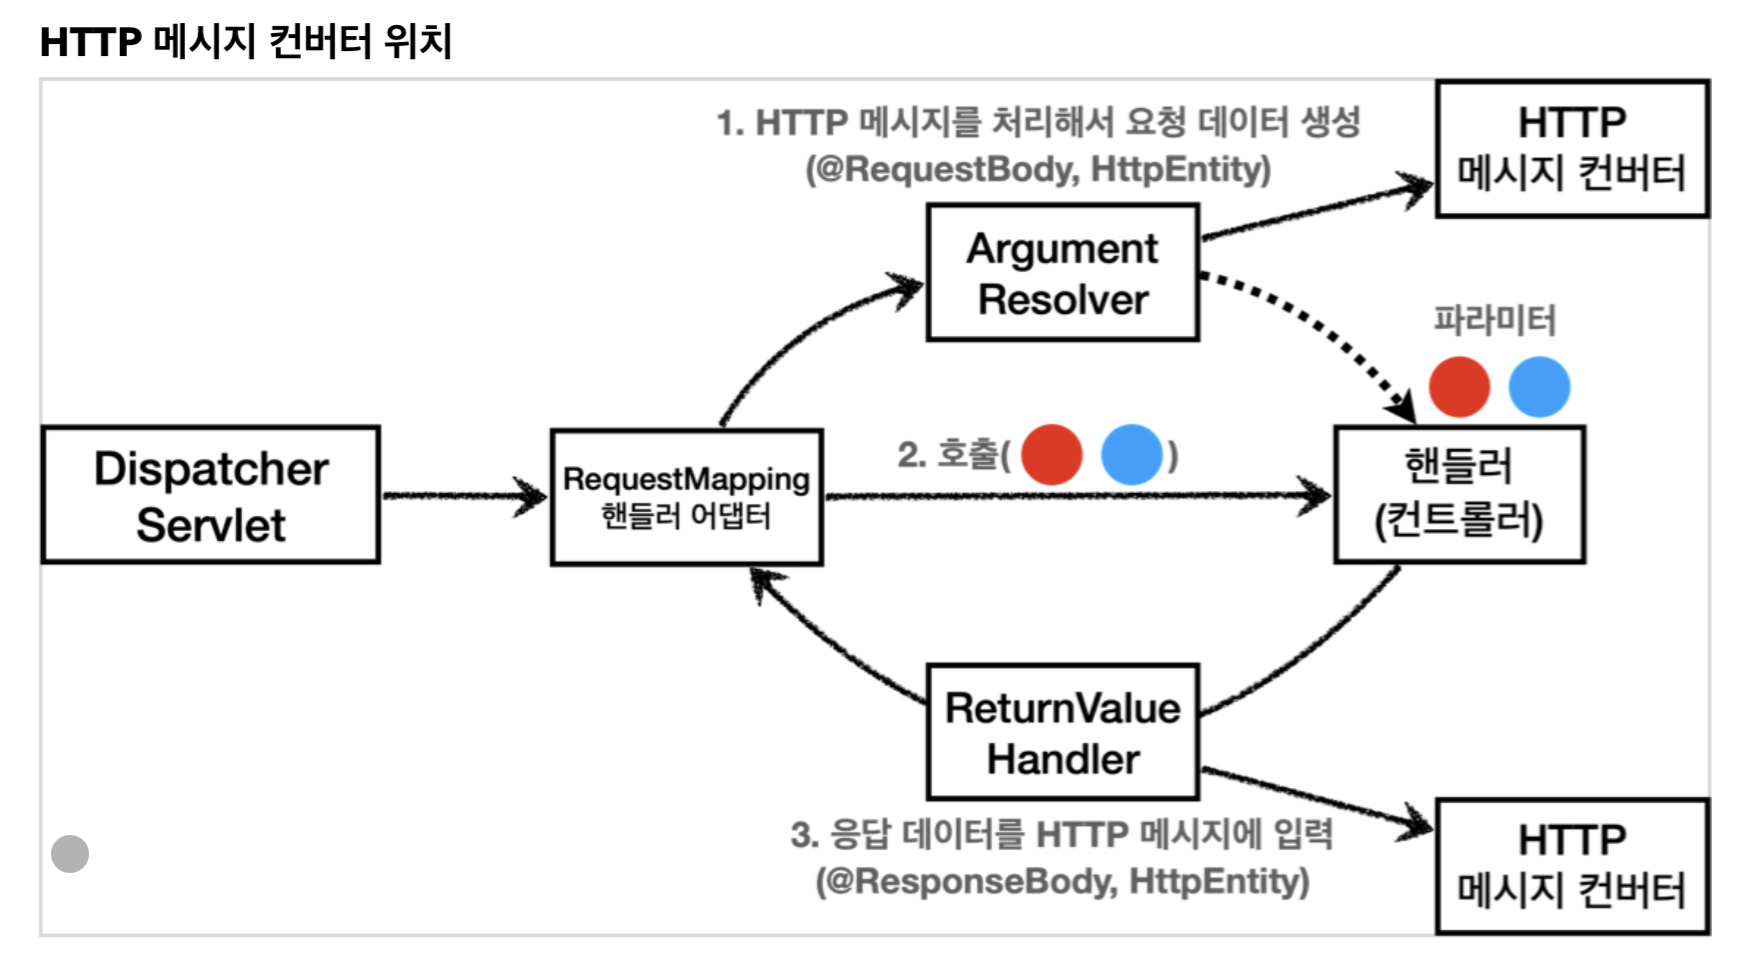 HTTP 메시지 컨버터 위치
1. HTTP 메시지를 처리해서 요청 데이터 생성
(@RequestBody, HttpEntity)
HTTP
메시지 컨버터
Argument
Resolver
파라미터
Dispatcher
Servlet
RequestMapping
핸들러 어댑터
2. 호출( )
핸들러
(컨트롤러)
ReturnValue
Handler
3. 응답 데이터를 HTTP 메시지에 입력
(@ResponseBody, HttpEntity)
HTTP
메시지 컨버터